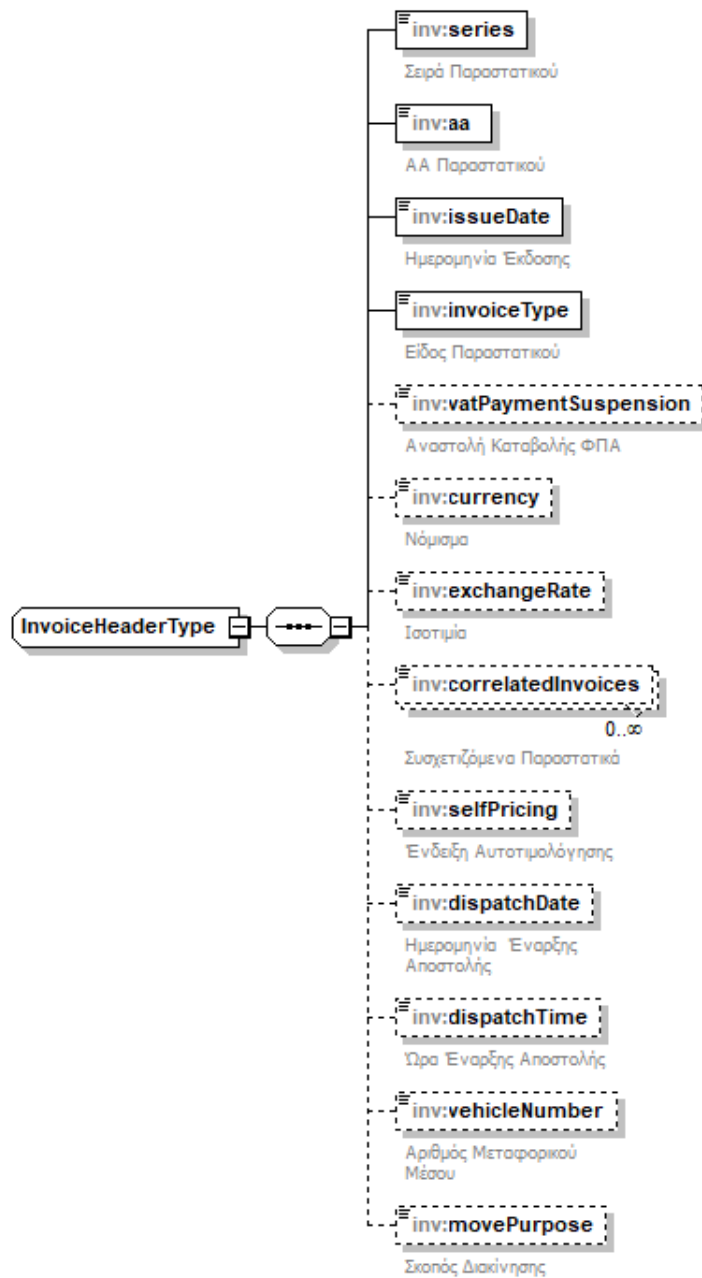 inv:series
Σειρά Παραστατικού
inv:aa
ΑΑ Παραστατικού
inv:issueDate
Ημερομηνία Έκδοσης
inv:invoiceType
Είδος Παραστατικού
inv:vatPaymentSuspension
Αναστολή Καταβολής ΦΠΑ
inv:currency
Νόμισμα
inv:exchangeRate
Ισοτιμία
InvoiceHeaderType
inv:correlatedInvoices
0..∞
Συσχετιζόμενα Παραστατικά
inv:selfPricing
Ένδειξη Αυτοτιμολόγησης
inv:dispatchDate
Ημερομηνία Έναρξης
Αποστολής
inv:dispatchTime
Ώρα Έναρξης Αποστολής
inv:vehicleNumber
Αριθμός Μεταφορικού
Μέσου
inv:movePurpose
Σκοπός Διακίνησης